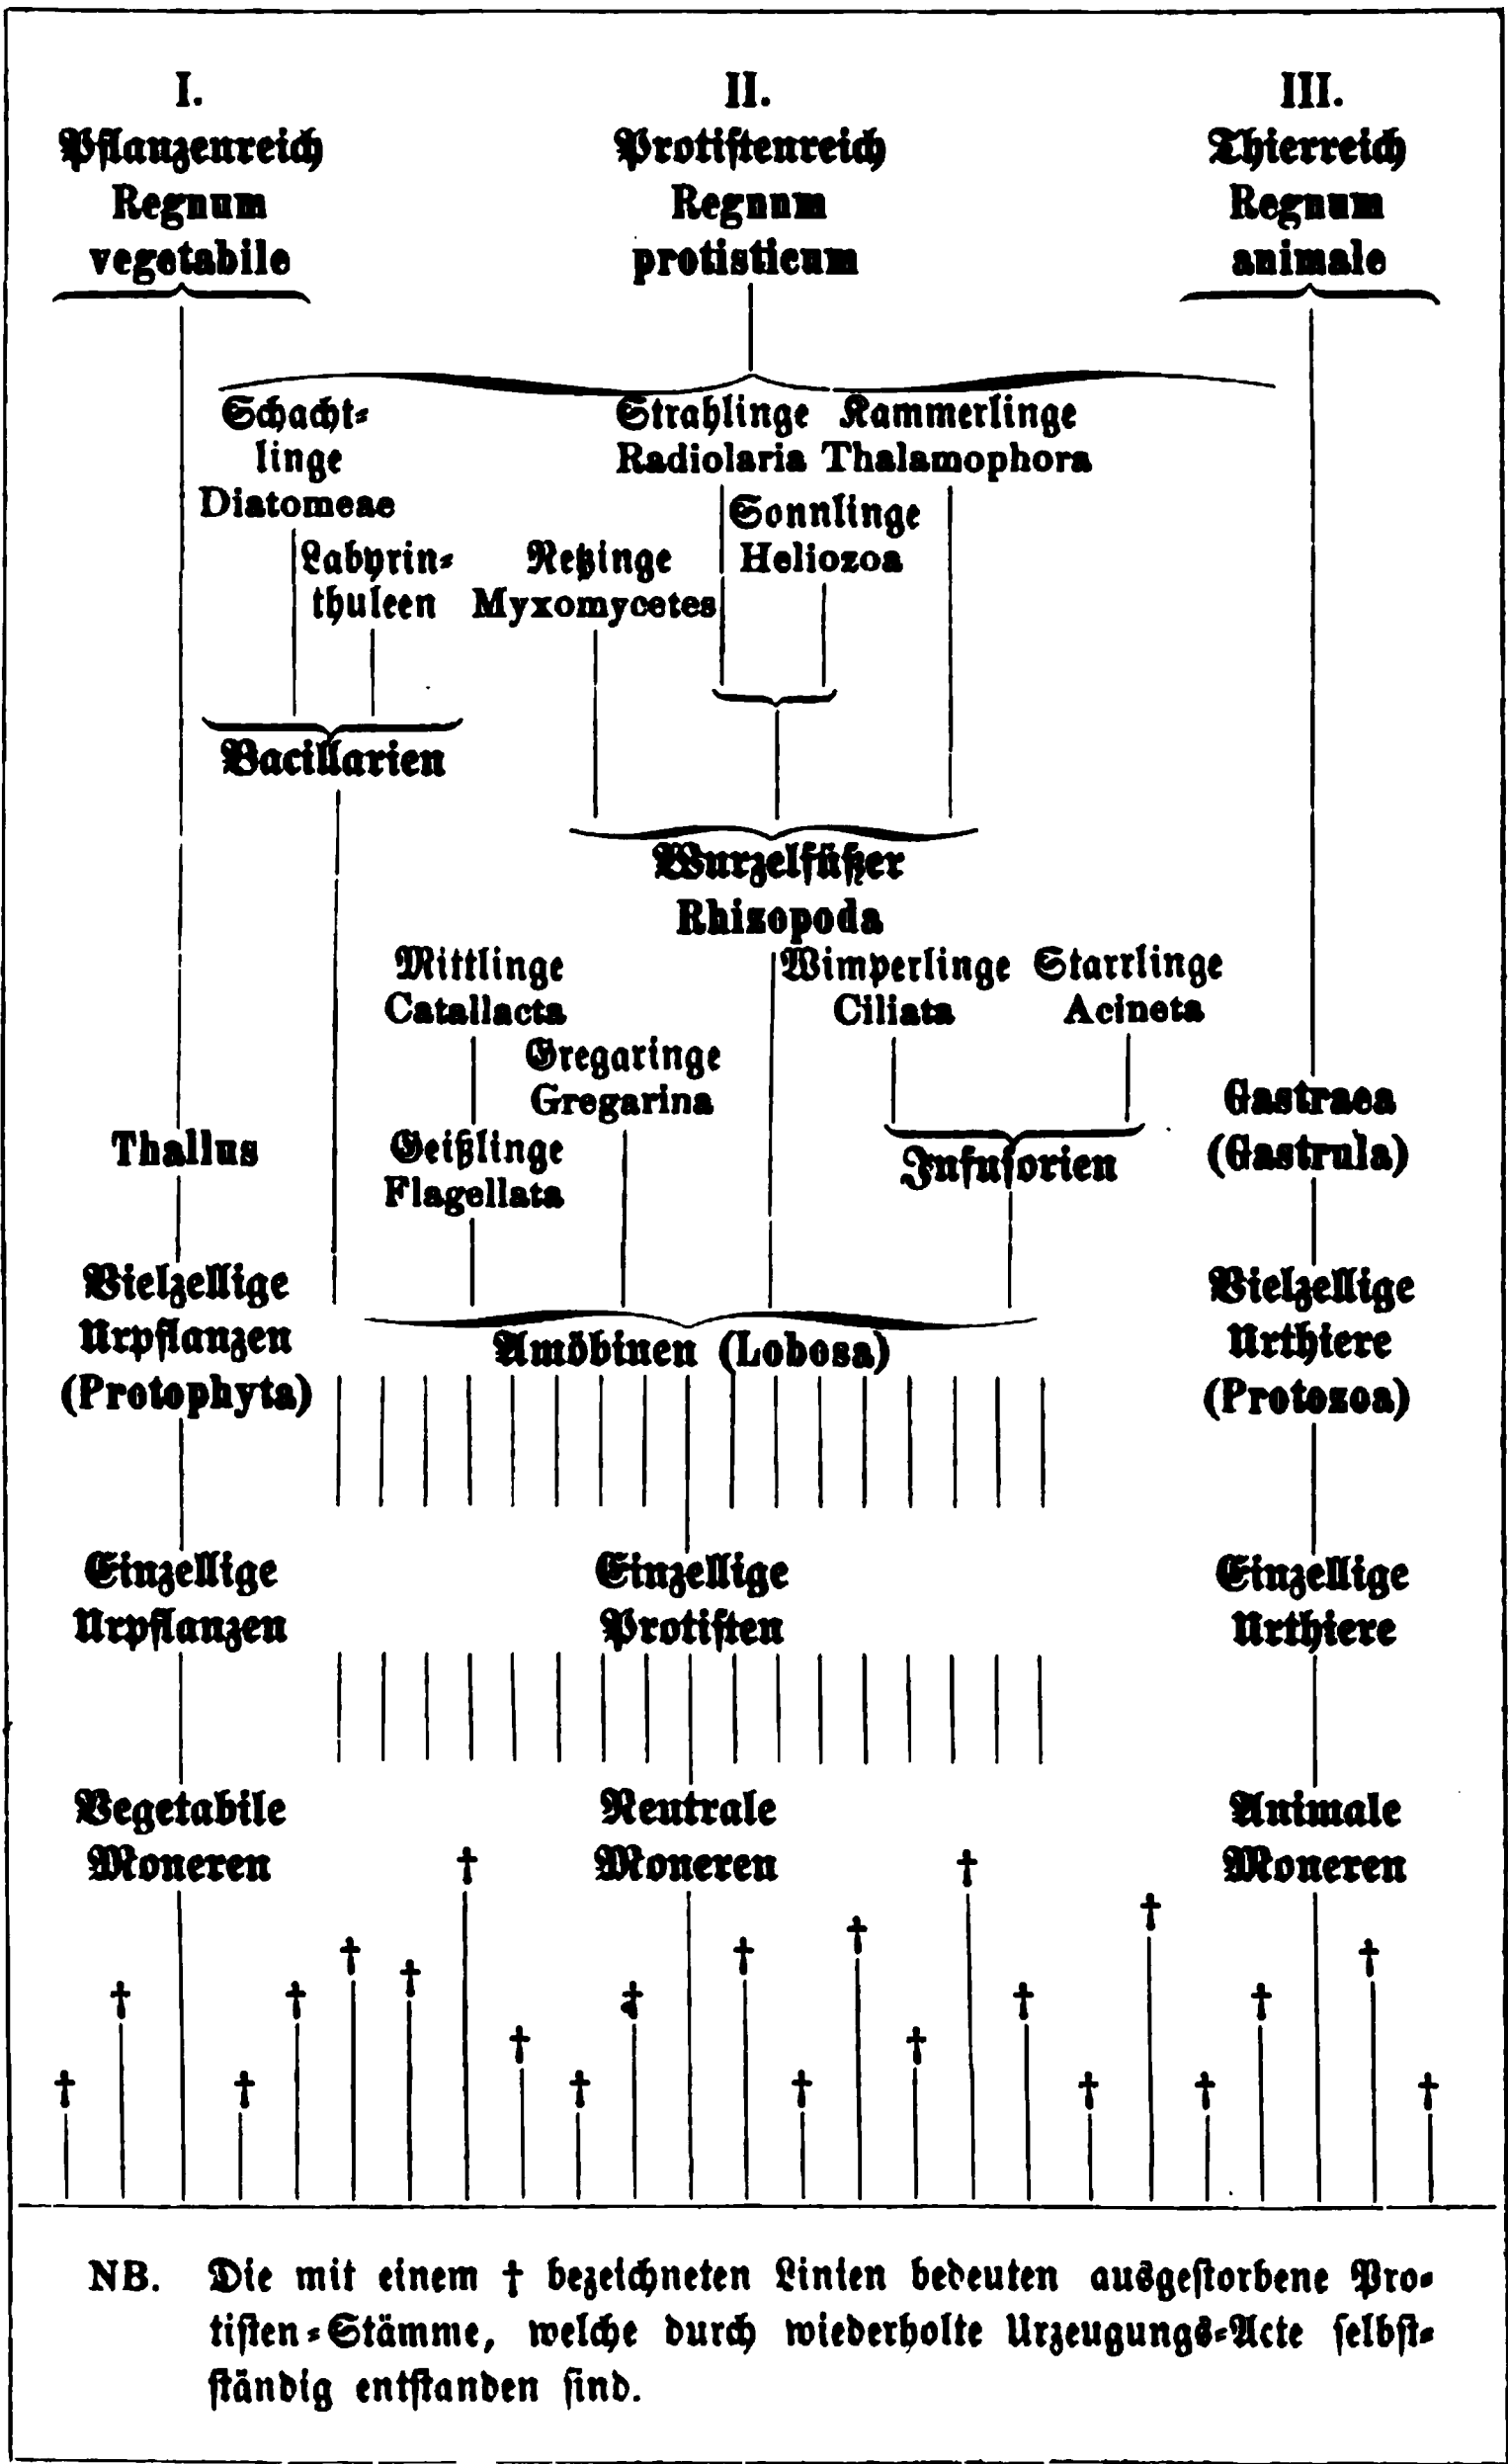 I.
Pflanzenreich
Regnum
vegetabile
II.
Protistenreich
Regnum
protisticum
III.
Thierreich
Regnum
animale
Schacht-
linge
Diatomeae
Labyrin-
thuleen
Netzinge
Myxomycetes
Strahlinge
Radiolaria
Sonnlinge
Heliozoa
Kammerlinge
Thalamophora
Bacillarien
Wurzelfüßer
Rhizopoda
Mittlinge
Catallacta
Gregaringe
Gregarina
Wimperlinge
Ciliata
Starrlinge
Acineta
Geißlinge
Flagellata
Infusorien
Thallus
Gastraea
(Gastrula)
Vielzellige
Urpflanzen
(Protophyta)
Amöbinen (Lobosa)
Vielzellige
Urthiere
(Protozoa)
Einzellige
Urpflanzen
Einzellige
Protisten
Einzellige
Urthiere
Vegetabile
Moneren
Neutrale
Moneren
Animale
Moneren
† † † † † † † † † † † † † † † † † † † † † †
NB. Die mit einem † bezeichneten Linien bedeuten ausgestorbene Pro-
tisten-Stämme, welche durch wiederholte Urzeugungs-Acte selbst-
ständig entstanden sind.